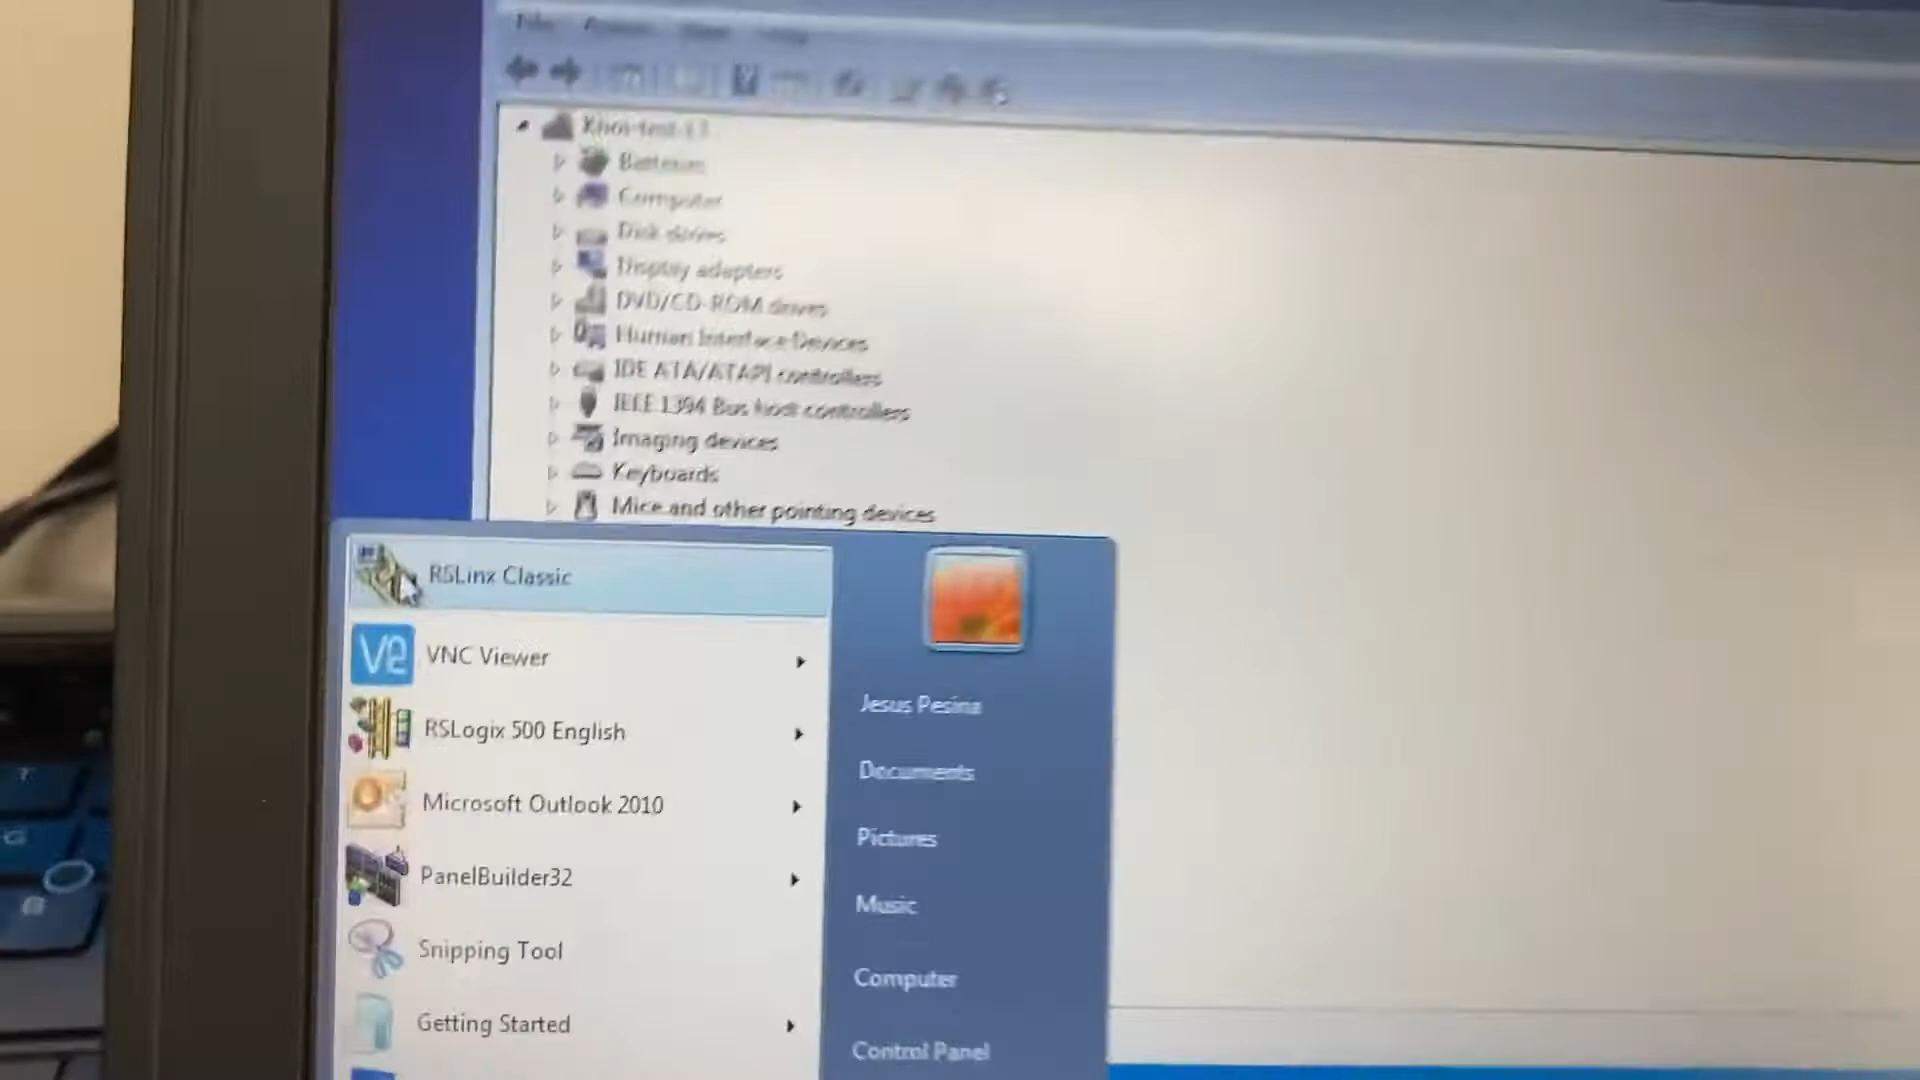 Batteries
Computer
Disk drives
Display adapters
DVD/CD-ROM drives
Human Interface Devices
IDE ATA/ATAPI controllers
IEEE 1394 Bus host controllers
Imaging devices
Keyboards
Mice and other pointing devices
RSLinx Classic
VNC Viewer
RSLogix 500 English
Microsoft Outlook 2010
PanelBuilder32
Snipping Tool
Getting Started
Jesus Pesina
Documents
Pictures
Music
Computer
Control Panel
T
G
B